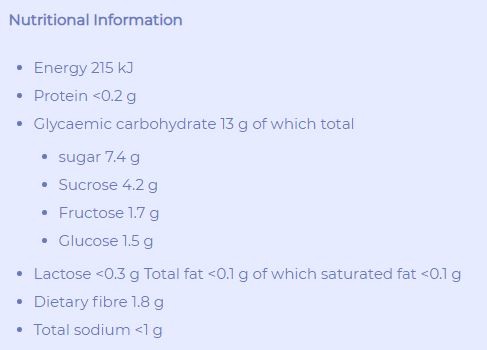 Nutritional Information
Energy 215 kJ
Protein <0.2 g
Glycaemic carbohydrate 13 g of which total
sugar 7.4 g
Sucrose 4.2 g
Fructose 1.7 g
Glucose 1.5 g
Lactose <0.3 g Total fat <0.1 g of which saturated fat <0.1 g
Dietary fibre 1.8 g
Total sodium <1 g